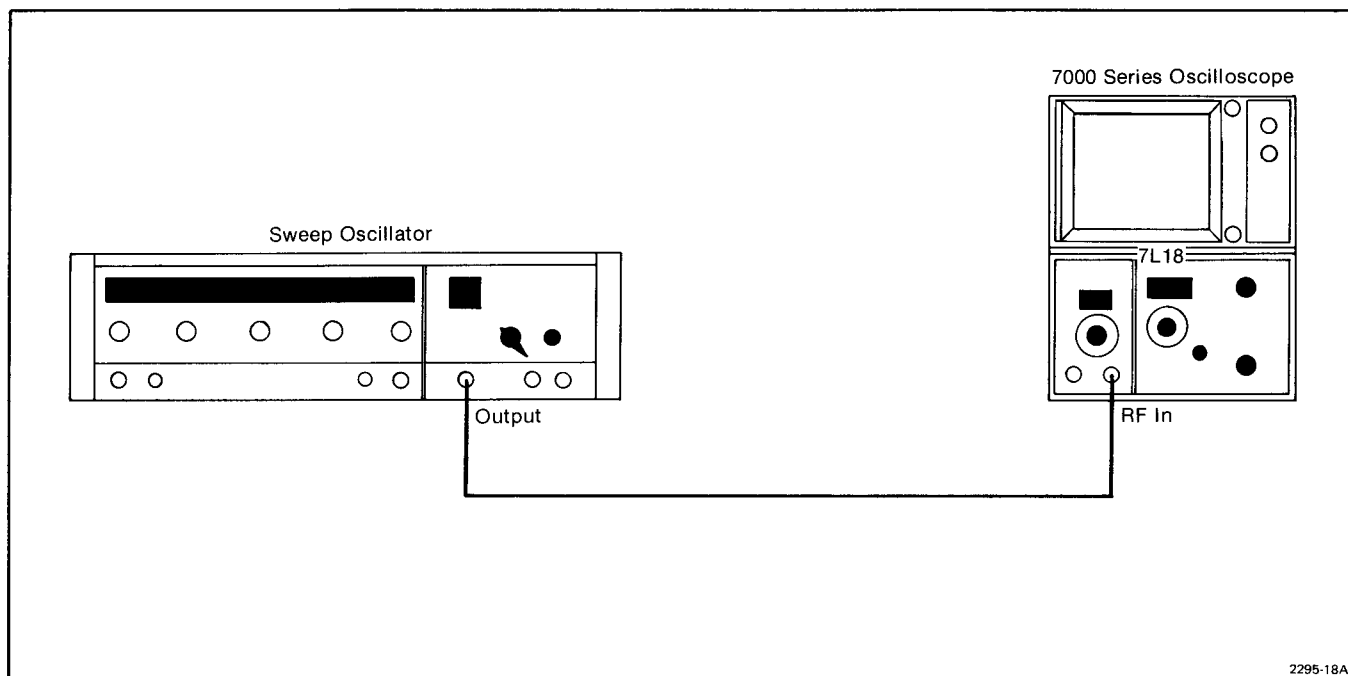 7000 Series Oscilloscope
Sweep Oscillator
7L18
Output
RF In
2295-18A